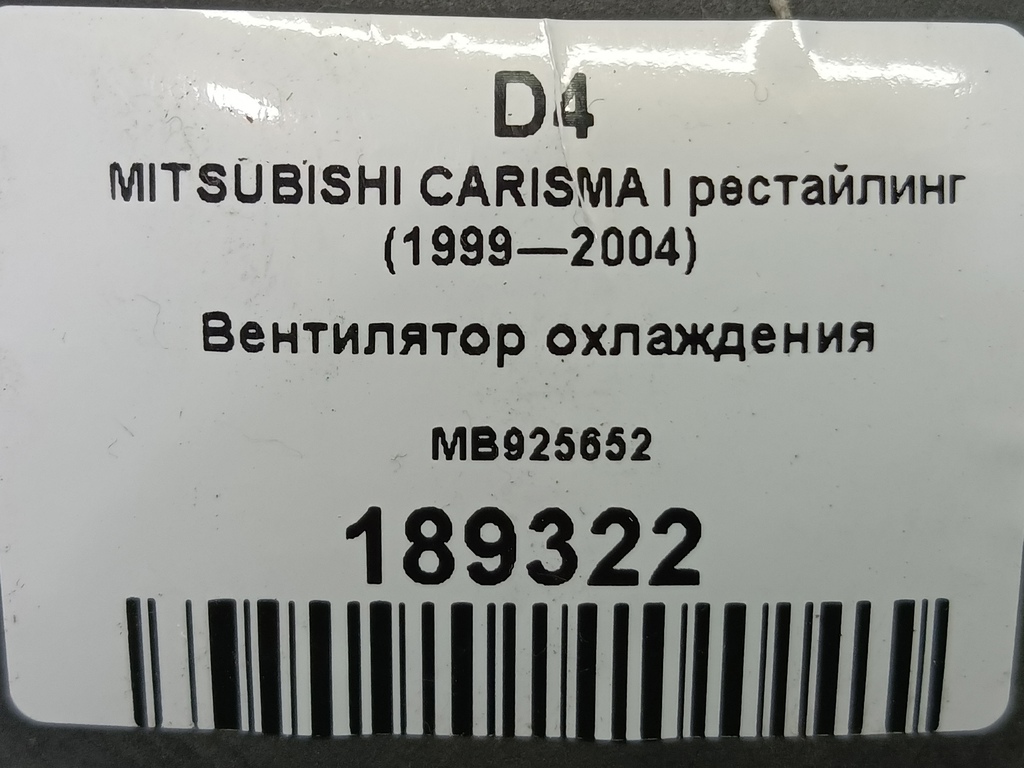 D4
MITSUBISHI CARISMA I рестайлинг
(1999—2004)
Вентилятор охлаждения
MB925652
189322